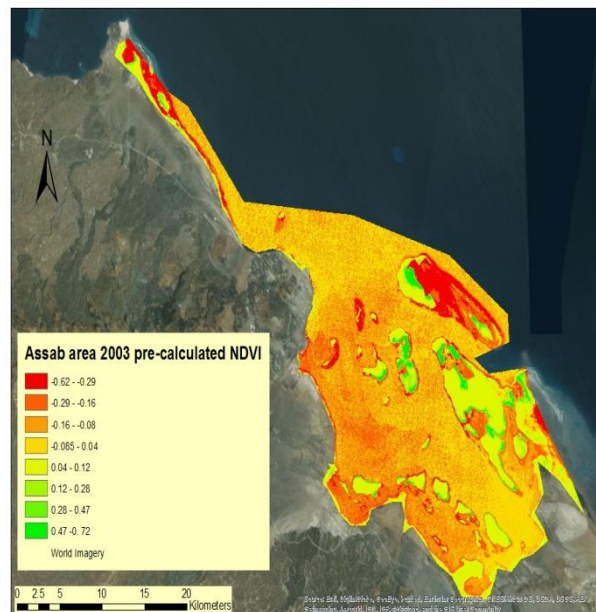 N
Assab area 2003 pre-calculated NDVI
-0.62 - -0.29
-0.29 - -0.16
-0.16 - -0.08
-0.085 - 0.04
0.04 - 0.12
0.12 - 0.28
0.28 - 0.47
0.47 - 0.72
World Imagery
0 2.5 5 10 15 20
Kilometers